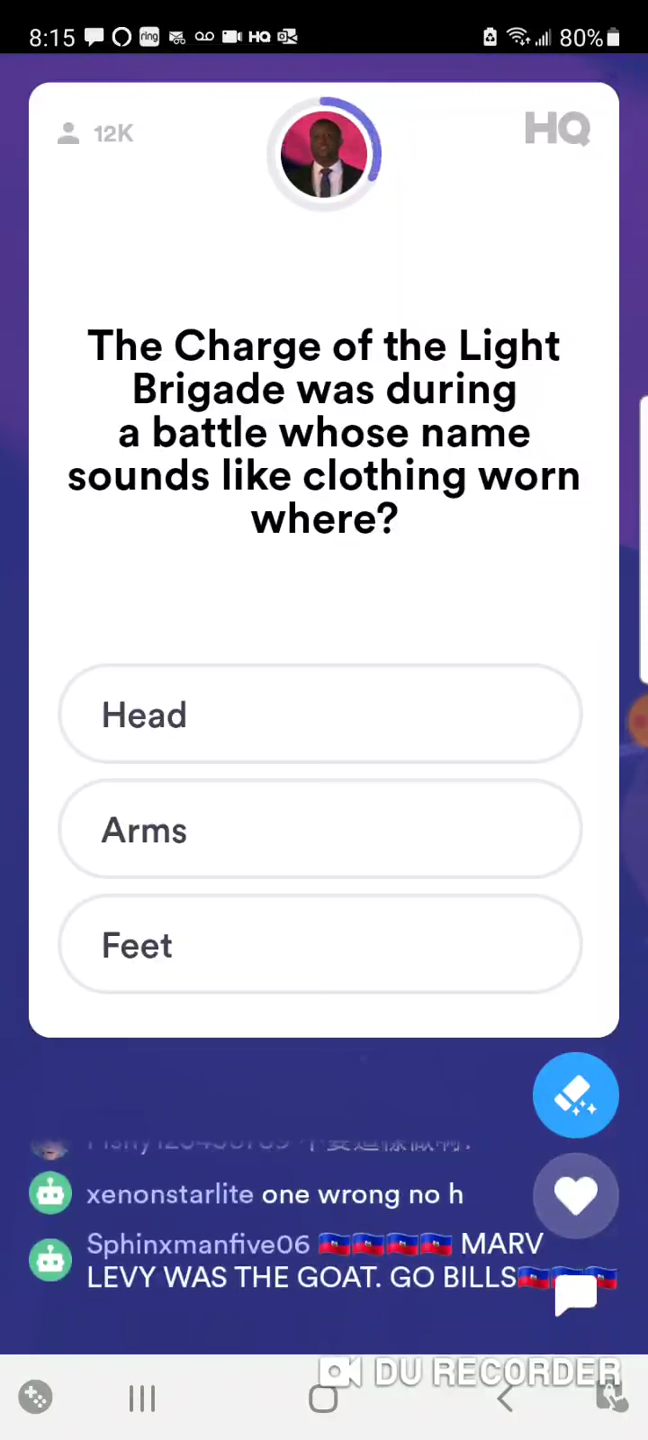 8:15 ring HQ 80%
12K HQ
The Charge of the Light
Brigade was during
a battle whose name
sounds like clothing worn
where?
Head
Arms
Feet
xenonstarlite one wrong no h
Sphinxmanfive06 🇭🇹🇭🇹🇭🇹🇭🇹 MARV
LEVY WAS THE GOAT. GO BILLS🇭🇹🇭🇹🇭🇹
DU RECORDER